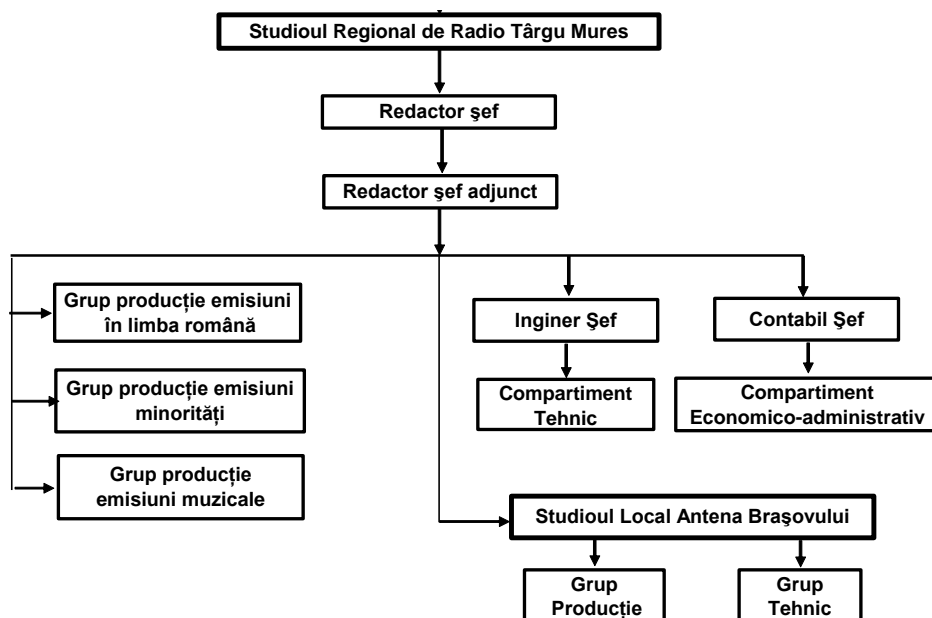 Studioul Regional de Radio Târgu Mures
Redactor şef
Redactor şef adjunct
Grup producție emisiuni
în limba română
Inginer Şef
Contabil Şef
Grup producție emisiuni
minorități
Compartiment
Tehnic
Compartiment
Economico-administrativ
Grup producție
emisiuni muzicale
Studioul Local Antena Braşovului
Grup
Producție
Grup
Tehnic